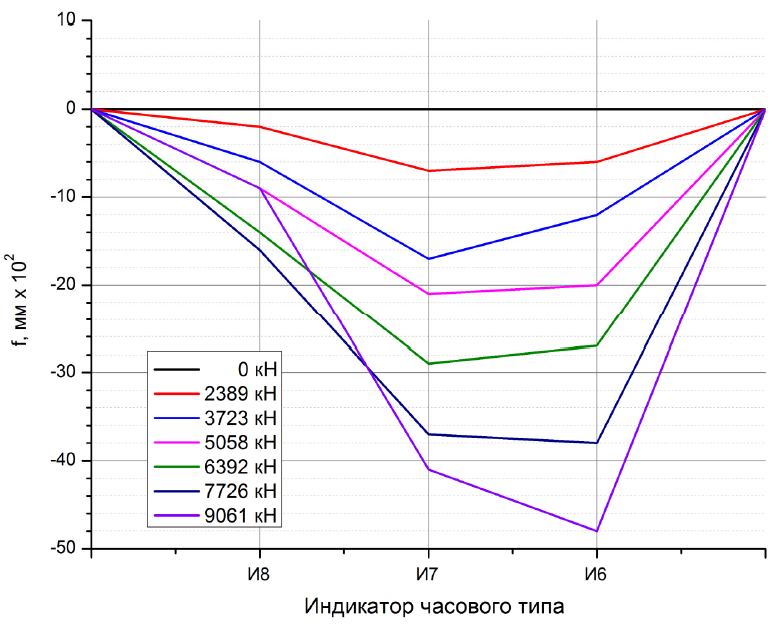 10
0
-10
-20
-30
-40
-50
f, мм x 10²
0 кН
2389 кН
3723 кН
5058 кН
6392 кН
7726 кН
9061 кН
И8 И7 И6
Индикатор часового типа